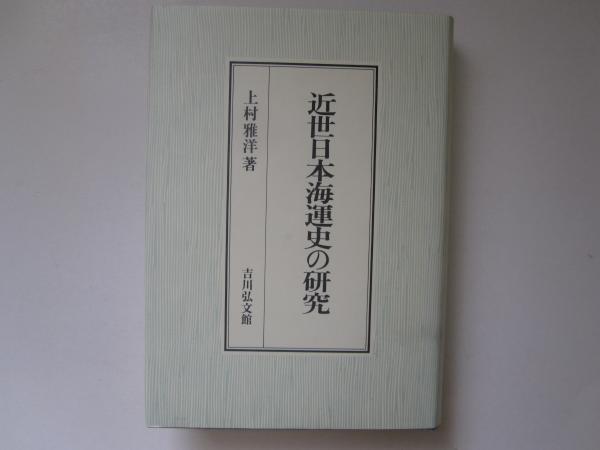 近世日本海運史の研究
上村雅洋著
吉川弘文館